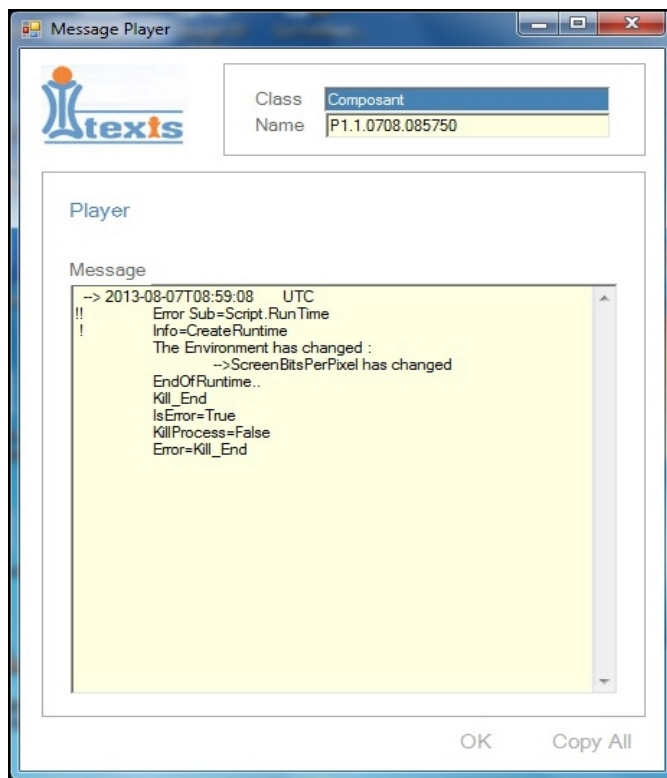 Message Player
texis
Class Composant
Name P1.1.0708.085750
Player
Message
--> 2013-08-07T08:59:08 UTC
!! Error Sub=Script.RunTime
! Info=CreateRuntime
The Environment has changed :
-->ScreenBitsPerPixel has changed
EndOfRuntime..
Kill_End
IsError=True
KillProcess=False
Error=Kill_End
OK Copy All